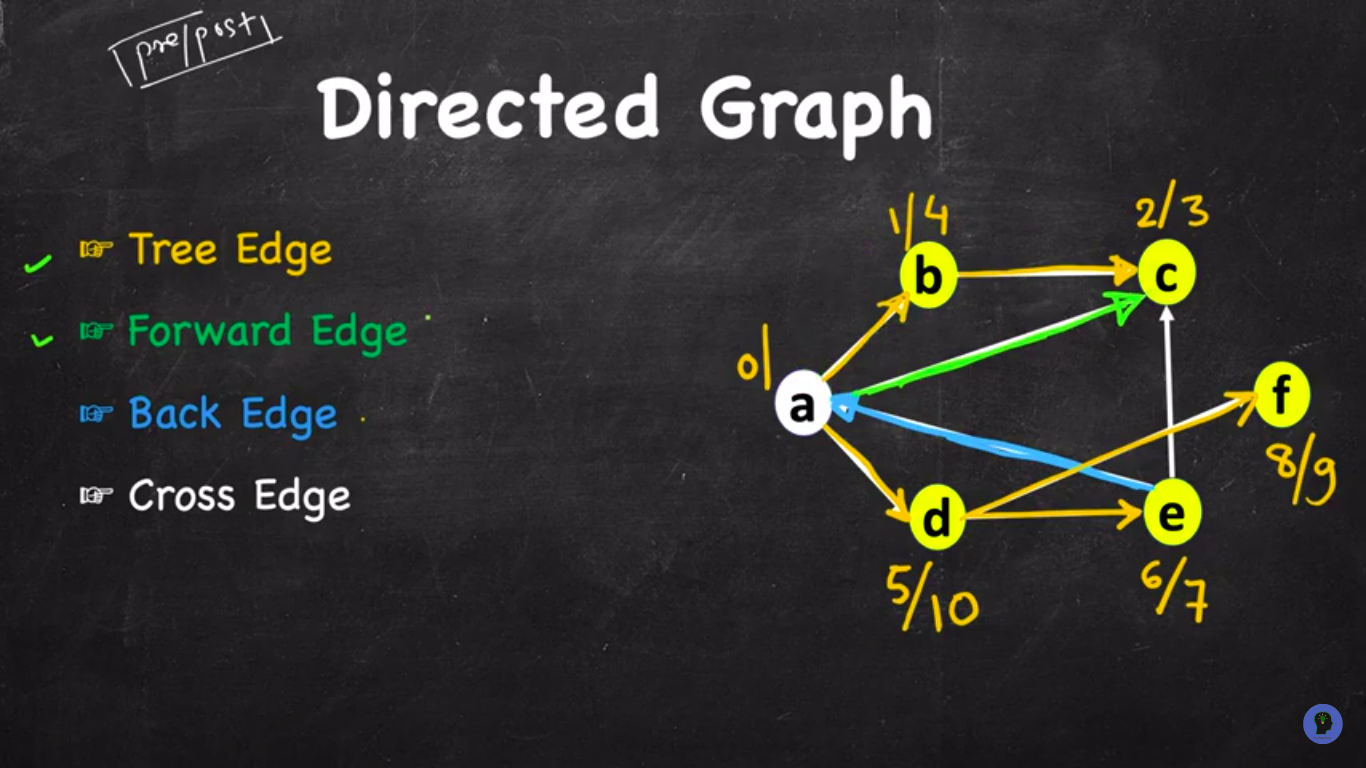 pre/post
Directed Graph
Tree Edge
Forward Edge
Back Edge
Cross Edge
1/4
2/3
b
c
0/
a
f
8/9
d
e
5/10
6/7